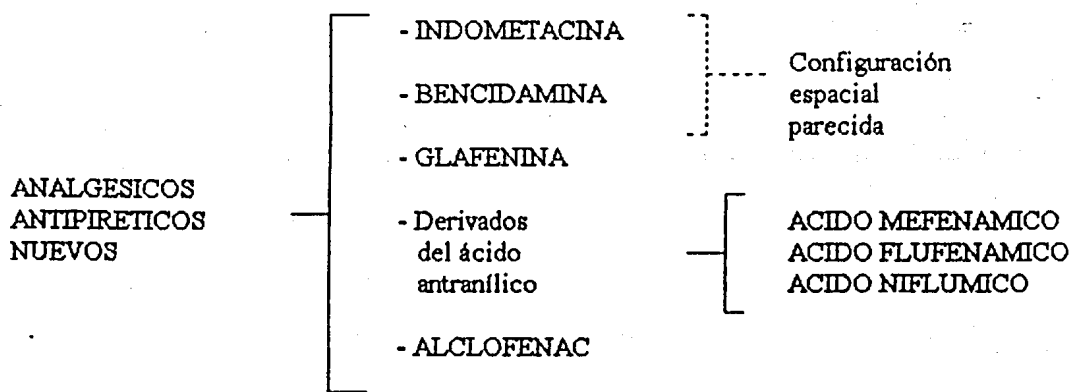 - INDOMETACINA
- BENCIDAMINA
Configuración
espacial
parecida
- GLAFENINA
ANALGESICOS
ANTIPIRETICOS
NUEVOS
- Derivados
del ácido
antranílico
ACIDO MEFENAMICO
ACIDO FLUFENAMICO
ACIDO NIFLUMICO
- ALCLOFENAC